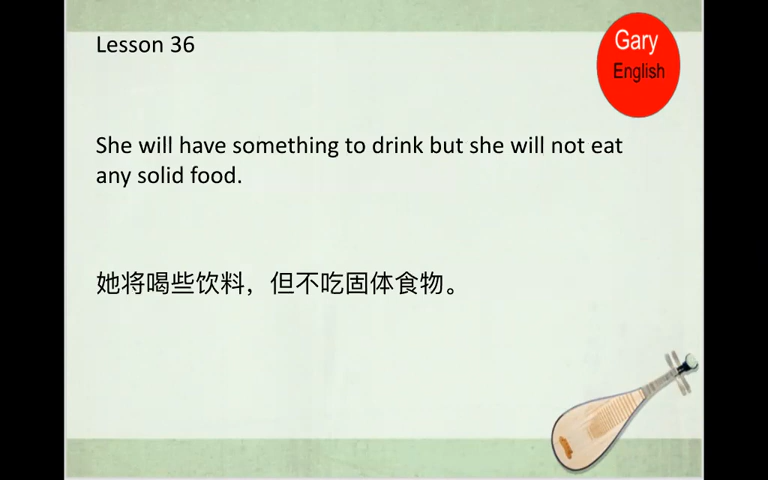 Lesson 36
Gary
English
She will have something to drink but she will not eat
any solid food.
她将喝些饮料，但不吃固体食物。